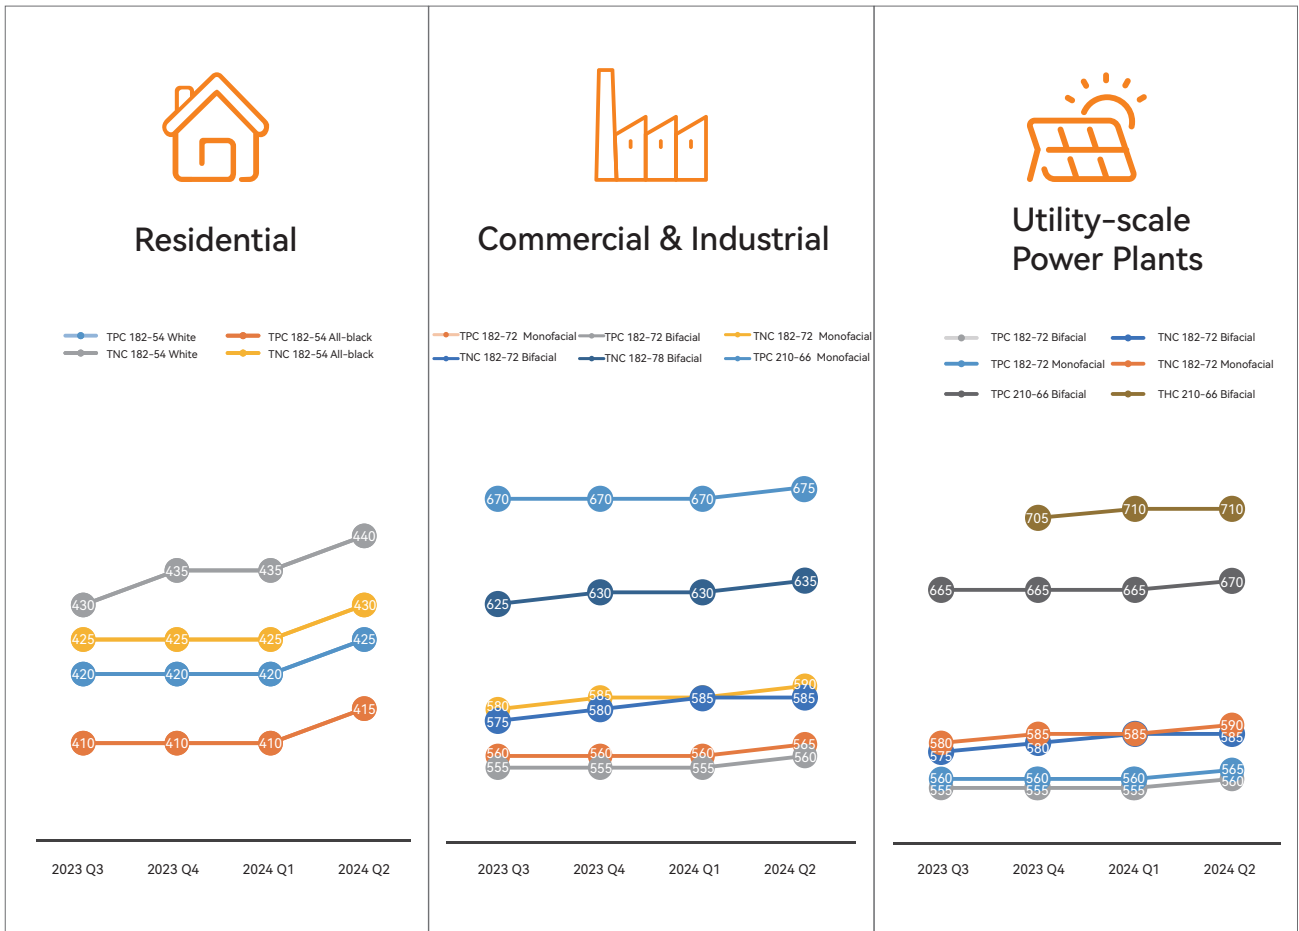 Residential
TPC 182-54 White TPC 182-54 All-black
TNC 182-54 White TNC 182-54 All-black
440
435 435
430 430
425 425 425 425
420 420 420
415
410 410 410
2023 Q3 2023 Q4 2024 Q1 2024 Q2
Commercial & Industrial
TPC 182-72 Monofacial TPC 182-72 Bifacial TNC 182-72 Monofacial
TNC 182-72 Bifacial TNC 182-78 Bifacial TPC 210-66 Monofacial
670 670 670 675
625 630 630 635
580 585 590
575 580 585 585
560 560 560 565
555 555 555 560
2023 Q3 2023 Q4 2024 Q1 2024 Q2
Utility-scale
Power Plants
TPC 182-72 Bifacial TNC 182-72 Bifacial
TPC 182-72 Monofacial TNC 182-72 Monofacial
TPC 210-66 Bifacial THC 210-66 Bifacial
705 710 710
665 665 665 670
580 585 585 590
575 580 585
560 560 560 565
555 555 555 560
2023 Q3 2023 Q4 2024 Q1 2024 Q2